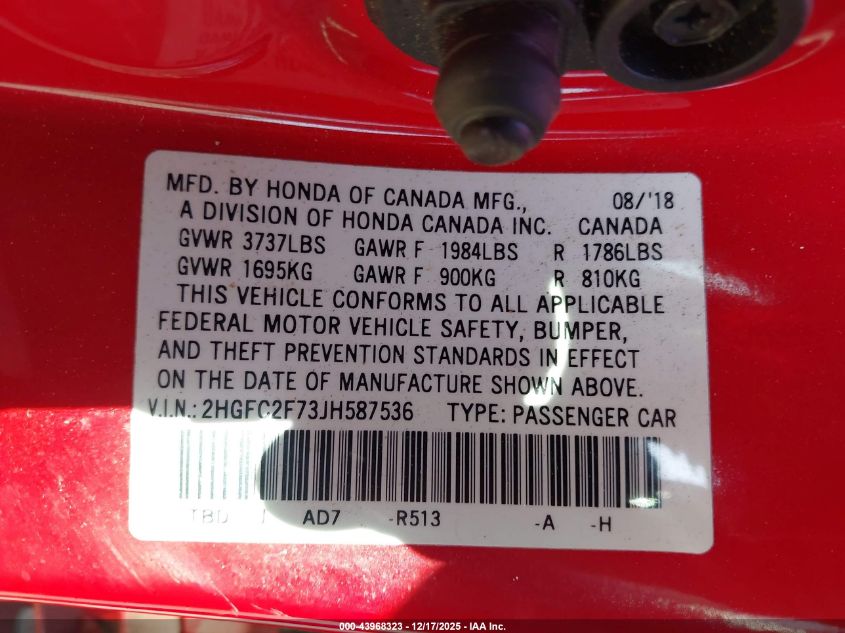 MFD. BY HONDA OF CANADA MFG., 08/'18
A DIVISION OF HONDA CANADA INC. CANADA
GVWR 3737LBS GAWR F 1984LBS R 1786LBS
GVWR 1695KG GAWR F 900KG R 810KG
THIS VEHICLE CONFORMS TO ALL APPLICABLE
FEDERAL MOTOR VEHICLE SAFETY, BUMPER,
AND THEFT PREVENTION STANDARDS IN EFFECT
ON THE DATE OF MANUFACTURE SHOWN ABOVE.
V.I.N.: 2HGFC2F73JH587536 TYPE: PASSENGER CAR
TBD AD7 -R513 -A -H
000-43968323 - 12/17/2025 - IAA Inc.